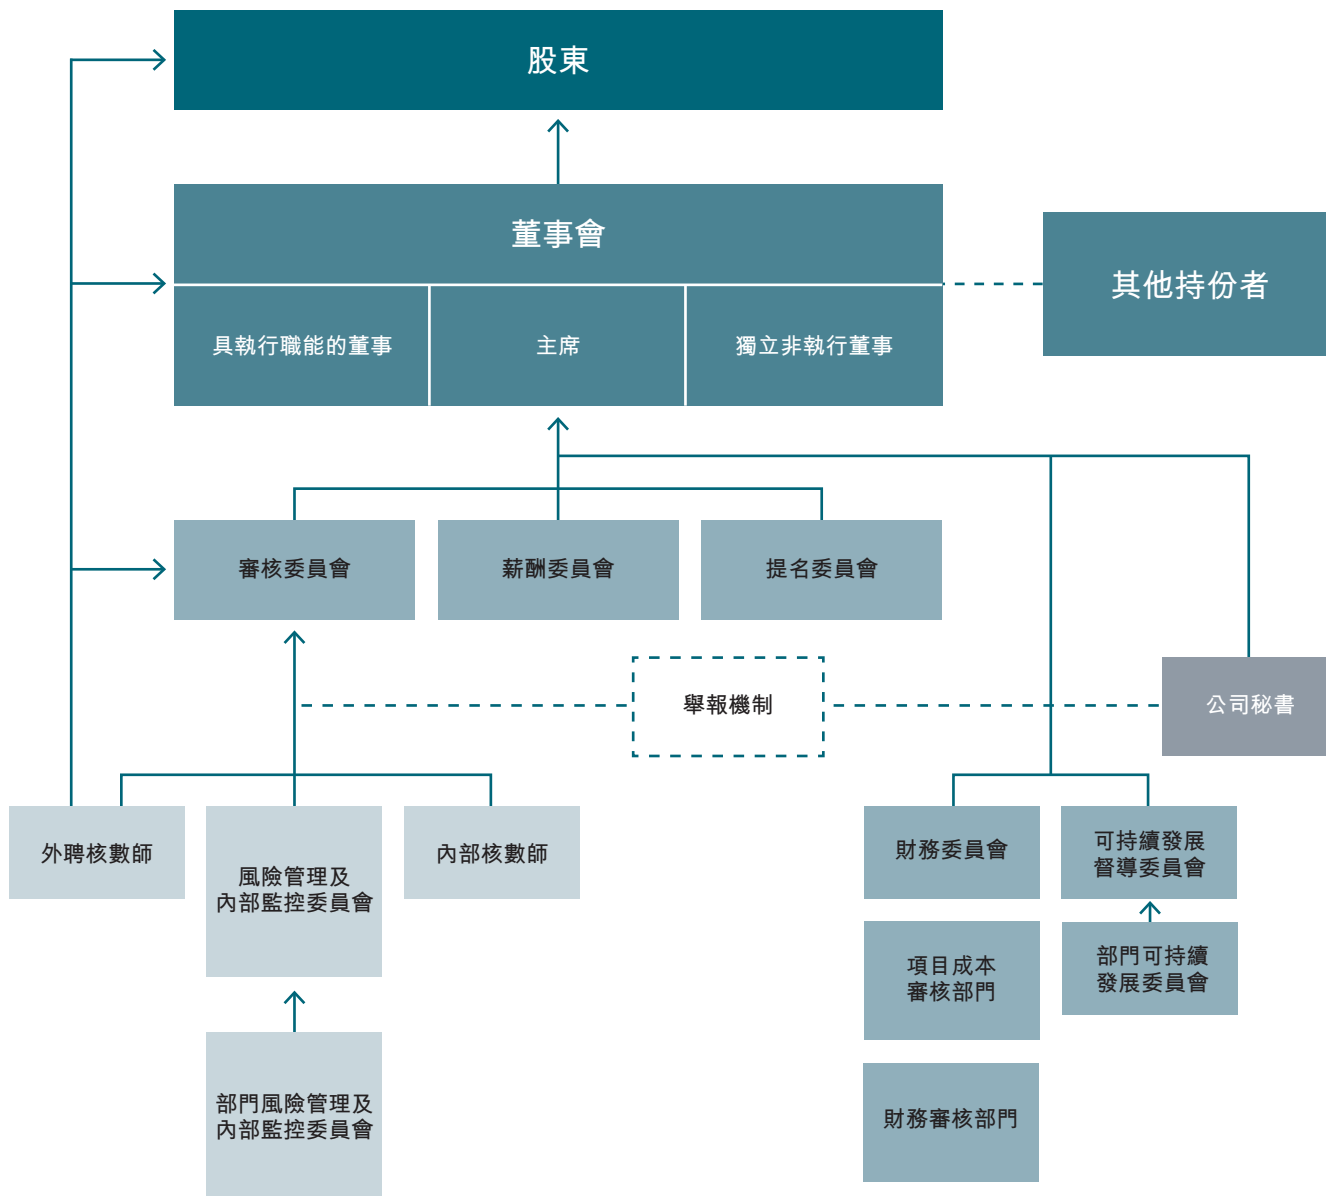 股東
董事會
其他持份者
具執行職能的董事
主席
獨立非執行董事
審核委員會
薪酬委員會
提名委員會
舉報機制
公司秘書
外聘核數師
風險管理及
內部監控委員會
內部核數師
財務委員會
可持續發展
督導委員會
項目成本
審核部門
部門可持續
發展委員會
部門風險管理及
內部監控委員會
財務審核部門